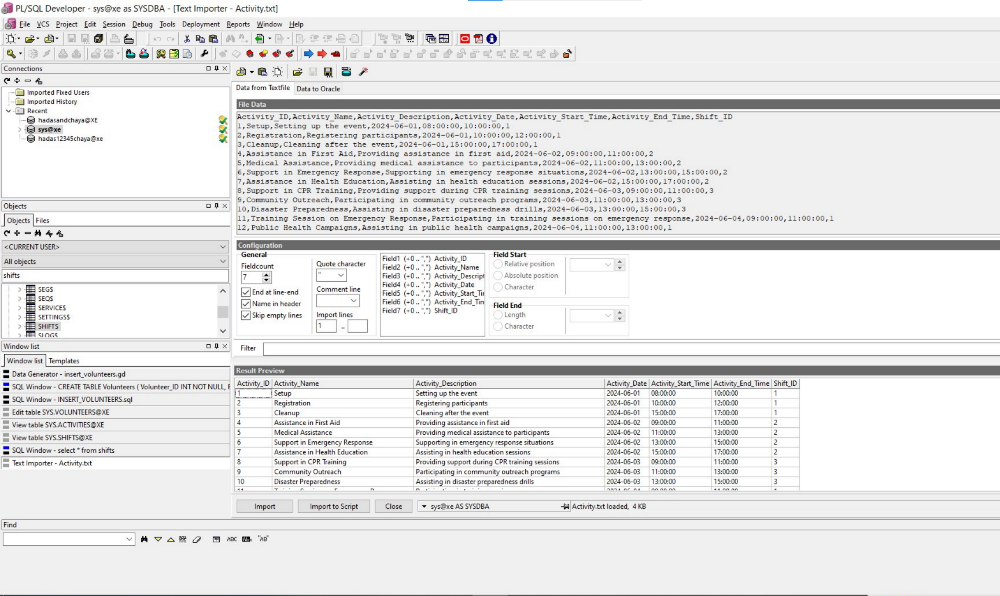 PL/SQL Developer - sys@xe as SYSDBA - [Text Importer - Activity.txt]
File VCS Project Edit Session Debug Tools Deployment Reports Window Help
Connections
Imported Fixed Users
Imported History
Recent
hadasandchaya@XE
sys@xe
hadas12345chaya@xe
Objects
Objects Files
<CURRENT USER>
All objects
shifts
SEG$
SEQ$
SERVICE$
SETTINGS$
SHIFTS
SLOG$
Window list
Window list Templates
Data Generator - insert_volunteers.gd
SQL Window - CREATE TABLE Volunteers ( Volunteer_ID INT NOT NULL, F
SQL Window - INSERT_VOLUNTEERS.sql
Edit table SYS.VOLUNTEERS@XE
View table SYS.ACTIVITIES@XE
View table SYS.SHIFTS@XE
SQL Window - select * from shifts
Text Importer - Activity.txt
Data from Textfile Data to Oracle
File Data
Activity_ID,Activity_Name,Activity_Description,Activity_Date,Activity_Start_Time,Activity_End_Time,Shift_ID
1,Setup,Setting up the event,2024-06-01,08:00:00,10:00:00,1
2,Registration,Registering participants,2024-06-01,10:00:00,12:00:00,1
3,Cleanup,Cleaning after the event,2024-06-01,15:00:00,17:00:00,1
4,Assistance in First Aid,Providing assistance in first aid,2024-06-02,09:00:00,11:00:00,2
5,Medical Assistance,Providing medical assistance to participants,2024-06-02,11:00:00,13:00:00,2
6,Support in Emergency Response,Supporting in emergency response situations,2024-06-02,13:00:00,15:00:00,2
7,Assistance in Health Education,Assisting in health education sessions,2024-06-02,15:00:00,17:00:00,2
8,Support in CPR Training,Providing support during CPR training sessions,2024-06-03,09:00:00,11:00:00,3
9,Community Outreach,Participating in community outreach programs,2024-06-03,11:00:00,13:00:00,3
10,Disaster Preparedness,Assisting in disaster preparedness drills,2024-06-03,13:00:00,15:00:00,3
11,Training Session on Emergency Response,Participating in training sessions on emergency response,2024-06-04,09:00:00,11:00:00,1
12,Public Health Campaigns,Assisting in public health campaigns,2024-06-04,11:00:00,13:00:00,1
Configuration
General
Fieldcount
7
End at line-end
Name in header
Skip empty lines
Quote character
"
Comment line
Import lines
1 ..
Field1 (+0 .. ",") Activity_ID
Field2 (+0 .. ",") Activity_Name
Field3 (+0 .. ",") Activity_Descript
Field4 (+0 .. ",") Activity_Date
Field5 (+0 .. ",") Activity_Start_Tir
Field6 (+0 .. ",") Activity_End_Tim
Field7 (+0 .. ",") Shift_ID
Field Start
Relative position
Absolute position
Character
Field End
Length
Character
Filter
Result Preview
Activity_ID Activity_Name Activity_Description Activity_Date Activity_Start_Time Activity_End_Time Shift_ID
1 Setup Setting up the event 2024-06-01 08:00:00 10:00:00 1
2 Registration Registering participants 2024-06-01 10:00:00 12:00:00 1
3 Cleanup Cleaning after the event 2024-06-01 15:00:00 17:00:00 1
4 Assistance in First Aid Providing assistance in first aid 2024-06-02 09:00:00 11:00:00 2
5 Medical Assistance Providing medical assistance to participants 2024-06-02 11:00:00 13:00:00 2
6 Support in Emergency Response Supporting in emergency response situations 2024-06-02 13:00:00 15:00:00 2
7 Assistance in Health Education Assisting in health education sessions 2024-06-02 15:00:00 17:00:00 2
8 Support in CPR Training Providing support during CPR training sessions 2024-06-03 09:00:00 11:00:00 3
9 Community Outreach Participating in community outreach programs 2024-06-03 11:00:00 13:00:00 3
10 Disaster Preparedness Assisting in disaster preparedness drills 2024-06-03 13:00:00 15:00:00 3
Import Import to Script Close sys@xe AS SYSDBA Activity.txt loaded, 4 KB
Find
ABC "AB"